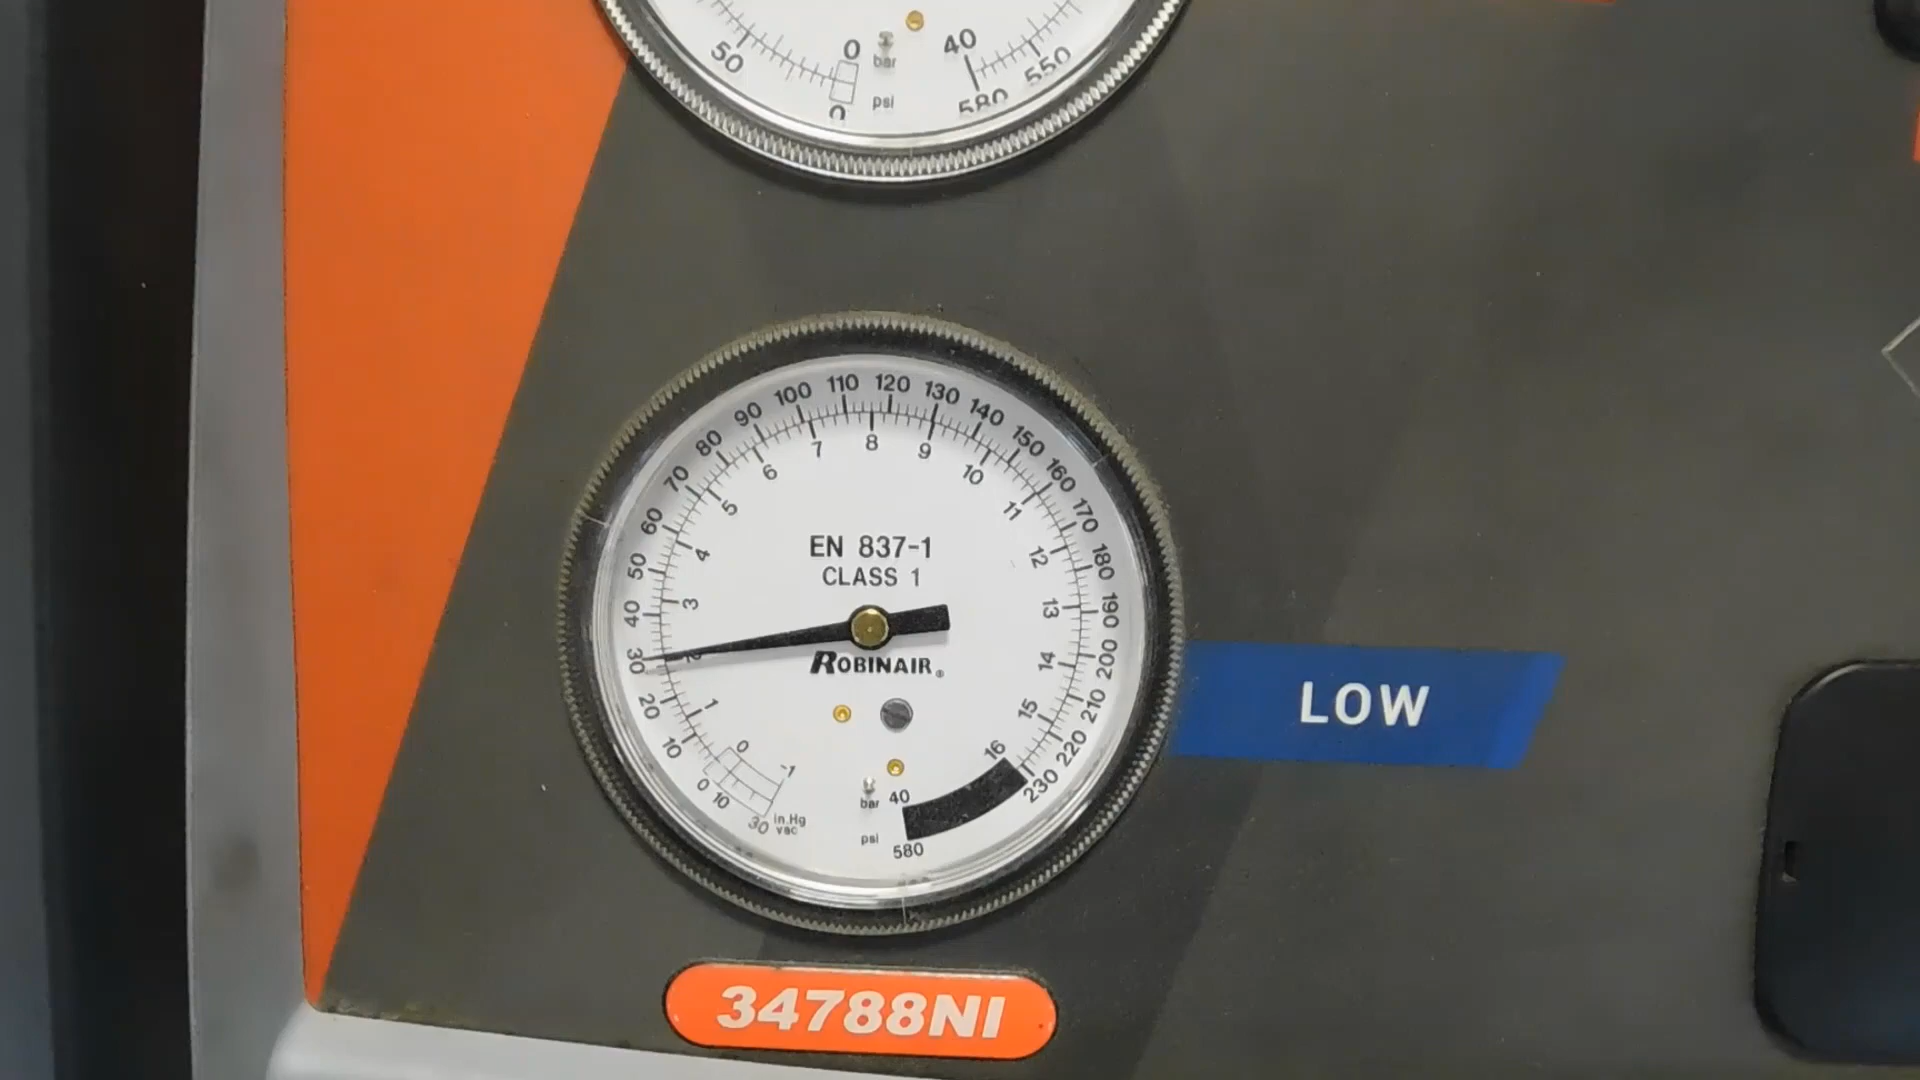 50
0
bar
40
550
psi
580
0
100 110 120 130 140 150 160 170 180 190 200 210 220 230
90 80 70 60 50 40 30 20 10 0
7 8 9 10 11 12 13 14 15 16
6 5 4 3 2 1 0 -1
EN 837-1
CLASS 1
ROBINAIR®
10
30 in.Hg
vac
bar 40
psi 580
LOW
34788NI